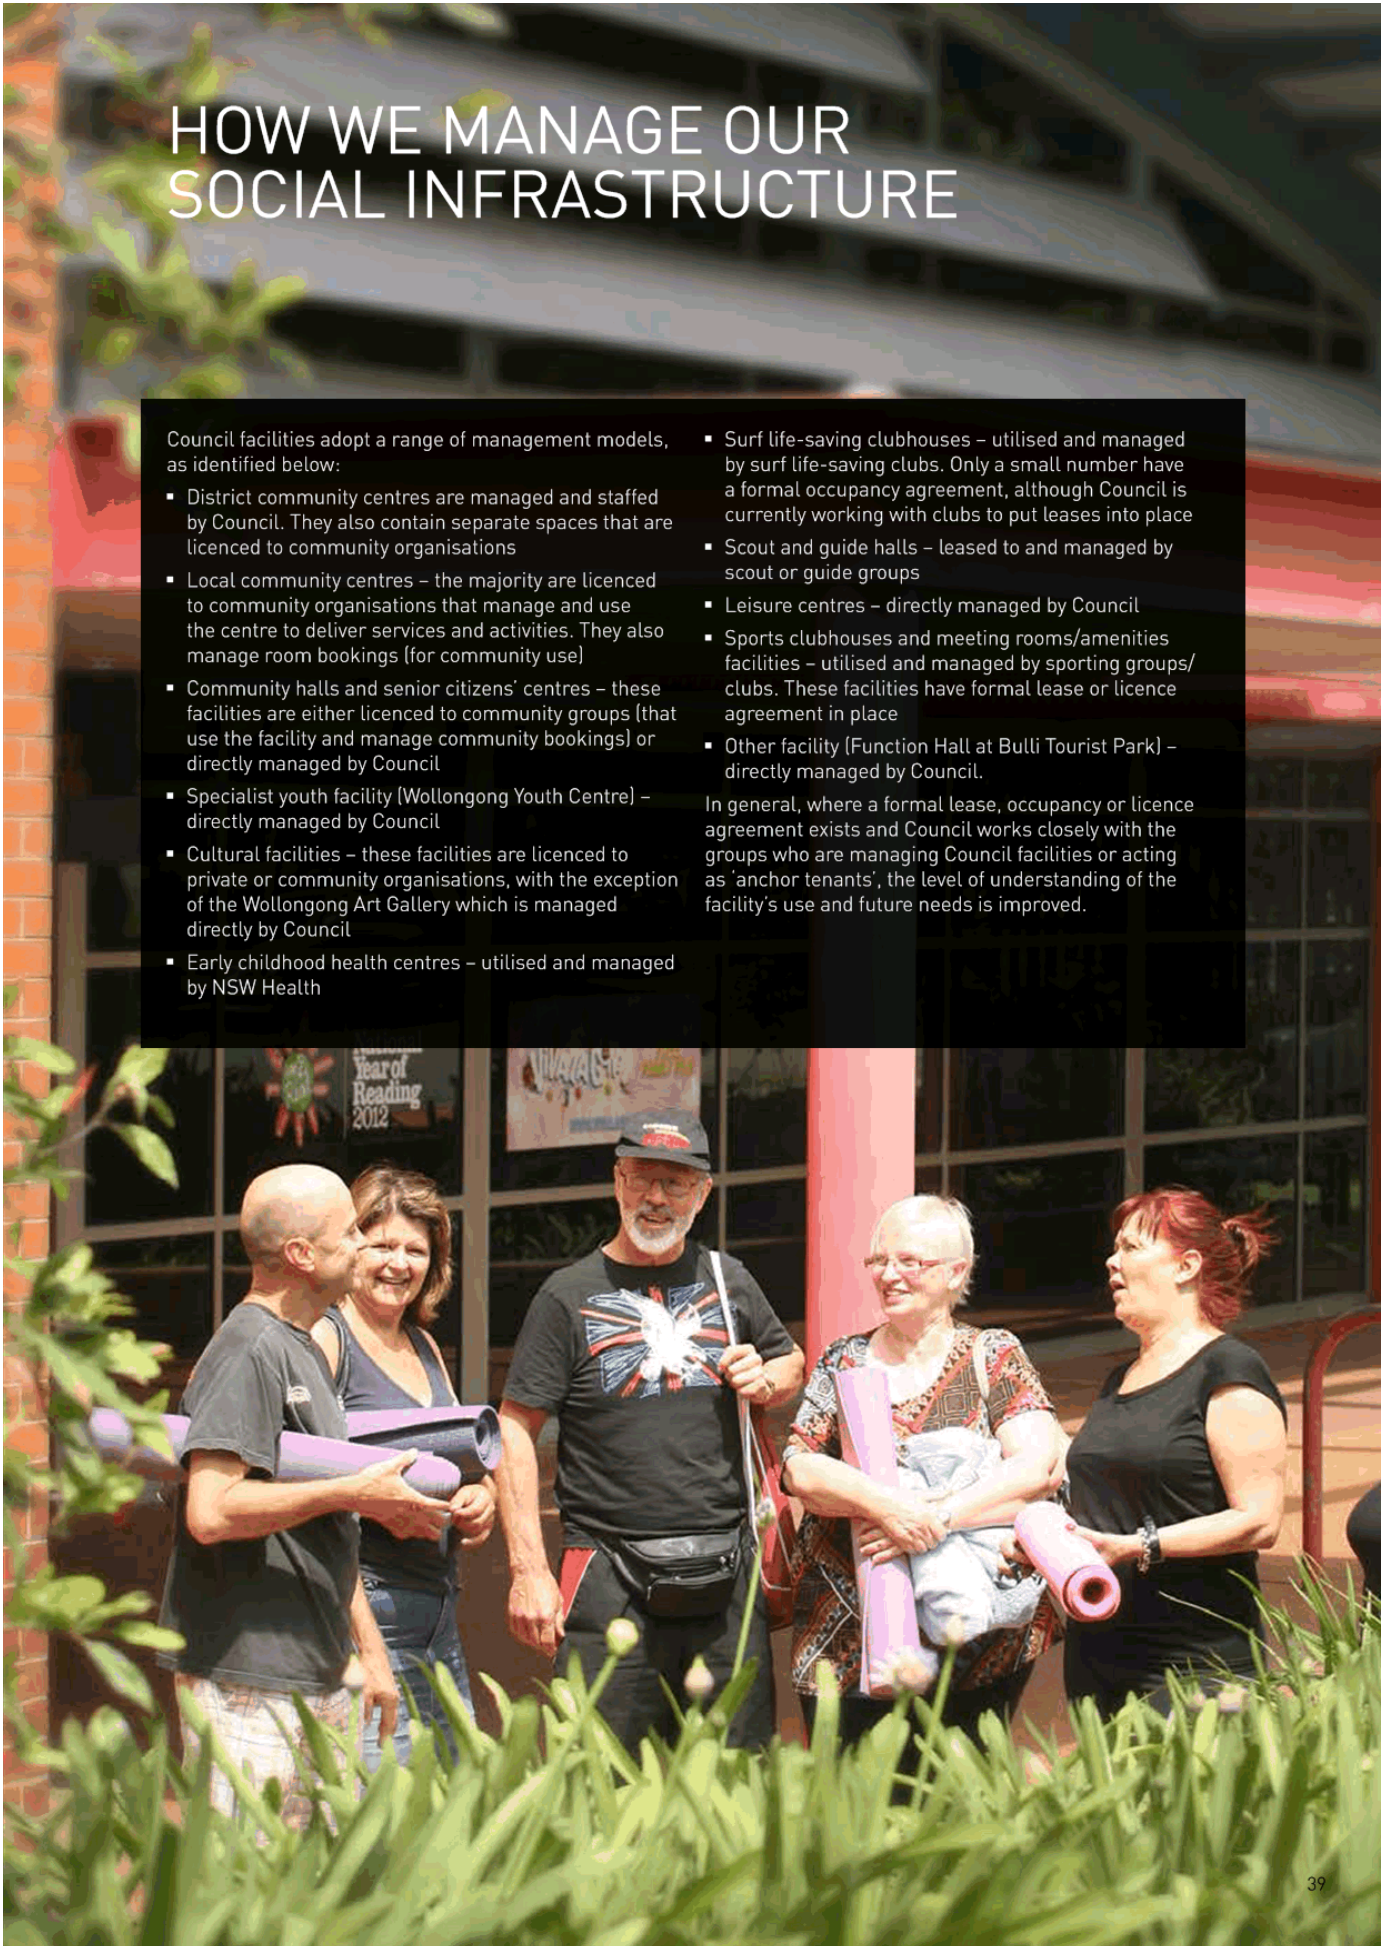 HOW WE MANAGE OUR
SOCIAL INFRASTRUCTURE
Council facilities adopt a range of management models,
as identified below:
▪ District community centres are managed and staffed
by Council. They also contain separate spaces that are
licenced to community organisations
▪ Local community centres – the majority are licenced
to community organisations that manage and use
the centre to deliver services and activities. They also
manage room bookings (for community use)
▪ Community halls and senior citizens’ centres – these
facilities are either licenced to community groups (that
use the facility and manage community bookings) or
directly managed by Council
▪ Specialist youth facility (Wollongong Youth Centre) –
directly managed by Council
▪ Cultural facilities – these facilities are licenced to
private or community organisations, with the exception
of the Wollongong Art Gallery which is managed
directly by Council
▪ Early childhood health centres – utilised and managed
by NSW Health
▪ Surf life-saving clubhouses – utilised and managed
by surf life-saving clubs. Only a small number have
a formal occupancy agreement, although Council is
currently working with clubs to put leases into place
▪ Scout and guide halls – leased to and managed by
scout or guide groups
▪ Leisure centres – directly managed by Council
▪ Sports clubhouses and meeting rooms/amenities
facilities – utilised and managed by sporting groups/
clubs. These facilities have formal lease or licence
agreement in place
▪ Other facility (Function Hall at Bulli Tourist Park) –
directly managed by Council.
In general, where a formal lease, occupancy or licence
agreement exists and Council works closely with the
groups who are managing Council facilities or acting
as ‘anchor tenants’, the level of understanding of the
facility’s use and future needs is improved.
National
Year of
Reading
2012
39